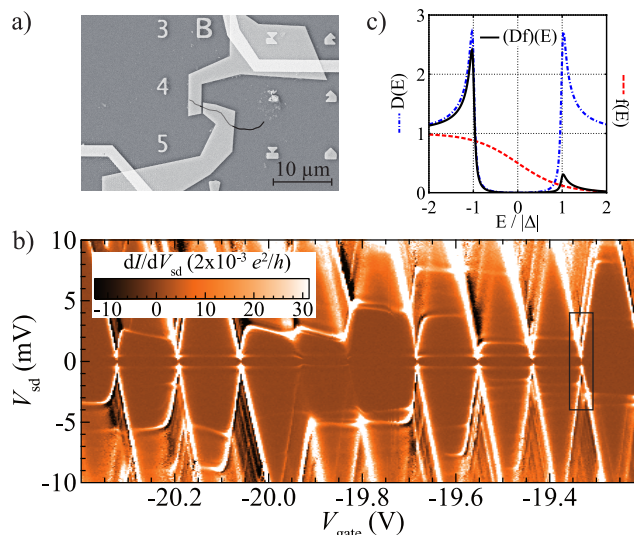 a)
3
B
4
5
10 µm
c)
3
2
1
0
-2
-1
0
1
2
D(E)
(Df)(E)
f(E)
E / |Δ|
b)
10
5
0
-5
-10
V_sd (mV)
dI/dV_sd (2x10⁻³ e²/h)
-10
0
10
20
30
-20.2
-20.0
-19.8
-19.6
-19.4
V_gate (V)